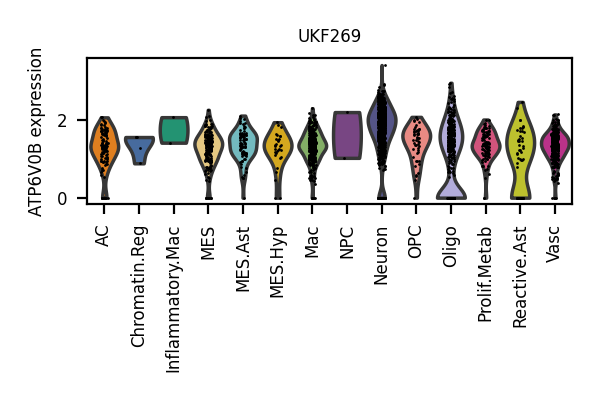 UKF269
ATP6V0B expression
2
0
AC
Chromatin.Reg
Inflammatory.Mac
MES
MES.Ast
MES.Hyp
Mac
NPC
Neuron
OPC
Oligo
Prolif.Metab
Reactive.Ast
Vasc